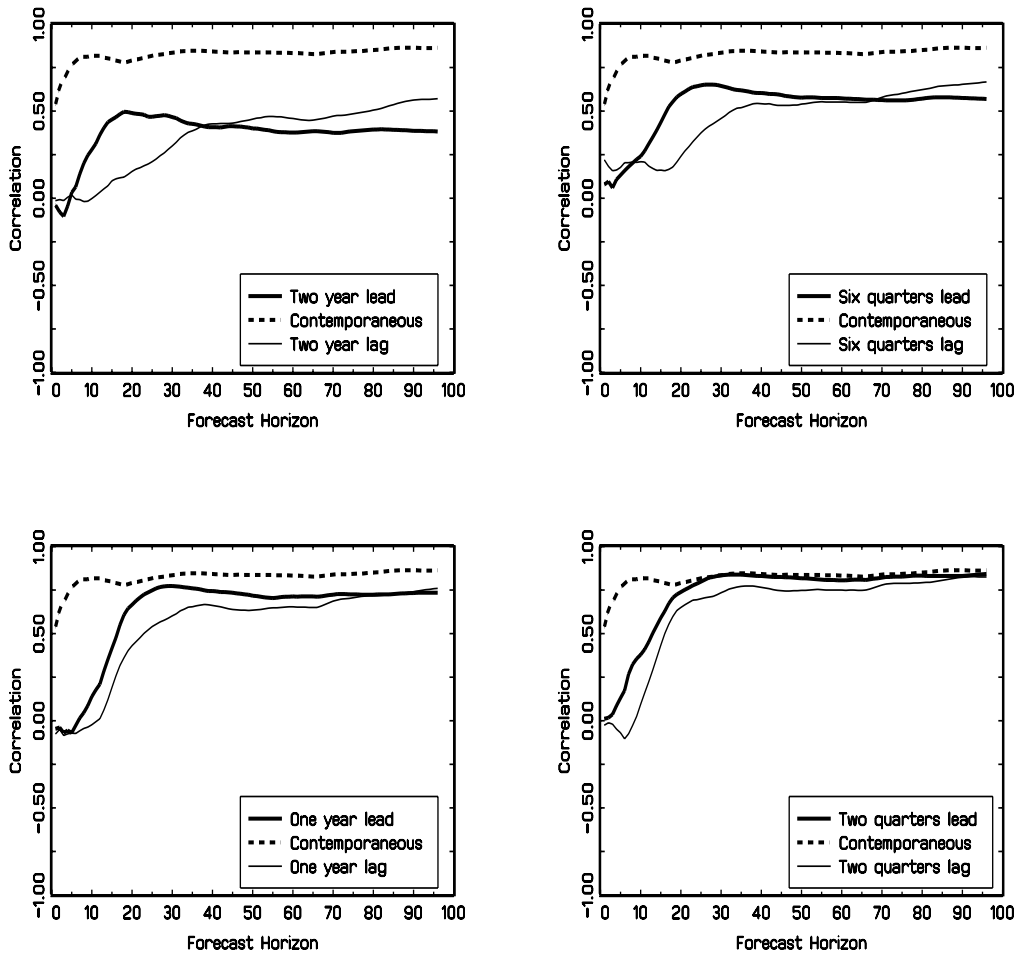 1.00
0.50
0.00
-0.50
-1.00
Correlation
Two year lead
Contemporaneous
Two year lag
0 10 20 30 40 50 60 70 80 90 100
Forecast Horizon
1.00
0.50
0.00
-0.50
-1.00
Correlation
Six quarters lead
Contemporaneous
Six quarters lag
0 10 20 30 40 50 60 70 80 90 100
Forecast Horizon
1.00
0.50
0.00
-0.50
-1.00
Correlation
One year lead
Contemporaneous
One year lag
0 10 20 30 40 50 60 70 80 90 100
Forecast Horizon
1.00
0.50
0.00
-0.50
-1.00
Correlation
Two quarters lead
Contemporaneous
Two quarters lag
0 10 20 30 40 50 60 70 80 90 100
Forecast Horizon